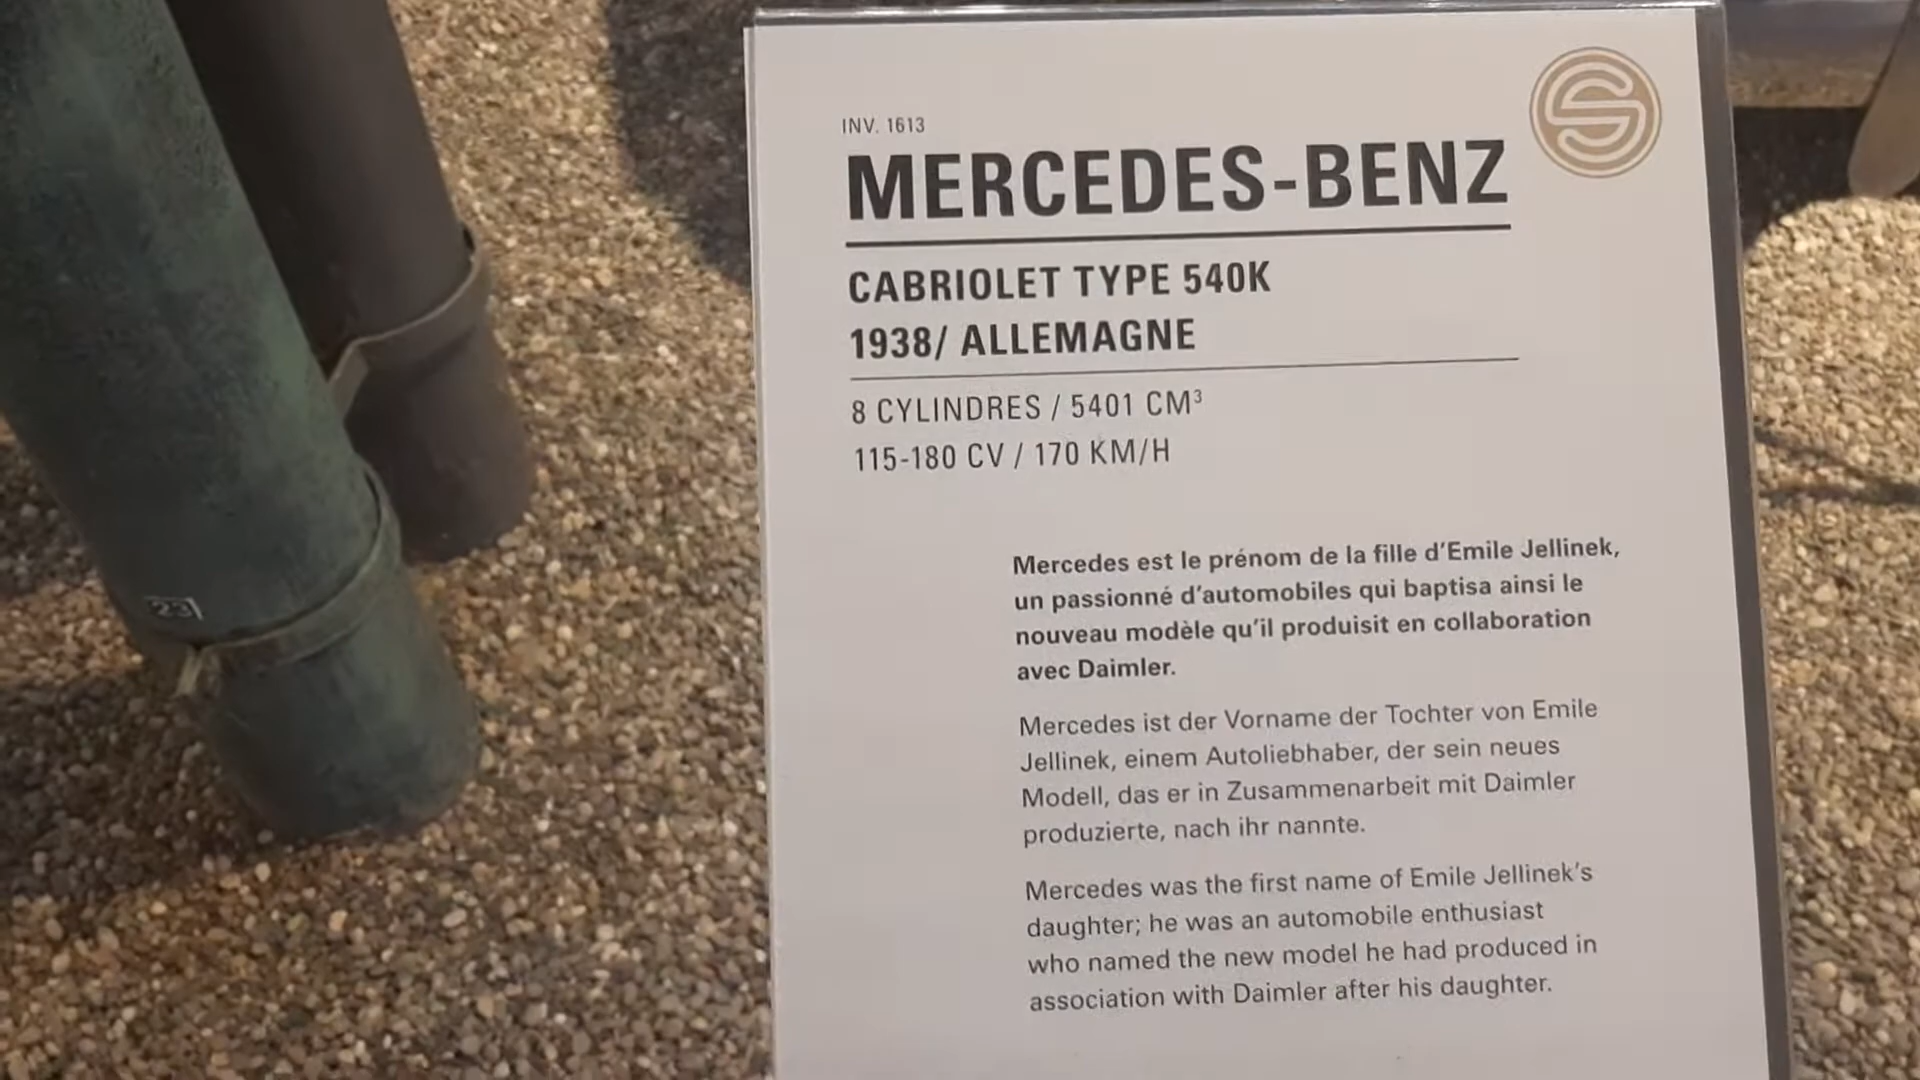 INV. 1613
MERCEDES-BENZ
CABRIOLET TYPE 540K
1938/ ALLEMAGNE
8 CYLINDRES / 5401 CM³
115-180 CV / 170 KM/H
Mercedes est le prénom de la fille d'Emile Jellinek,
un passionné d'automobiles qui baptisa ainsi le
nouveau modèle qu'il produisit en collaboration
avec Daimler.
Mercedes ist der Vorname der Tochter von Emile
Jellinek, einem Autoliebhaber, der sein neues
Modell, das er in Zusammenarbeit mit Daimler
produzierte, nach ihr nannte.
Mercedes was the first name of Emile Jellinek's
daughter; he was an automobile enthusiast
who named the new model he had produced in
association with Daimler after his daughter.
23